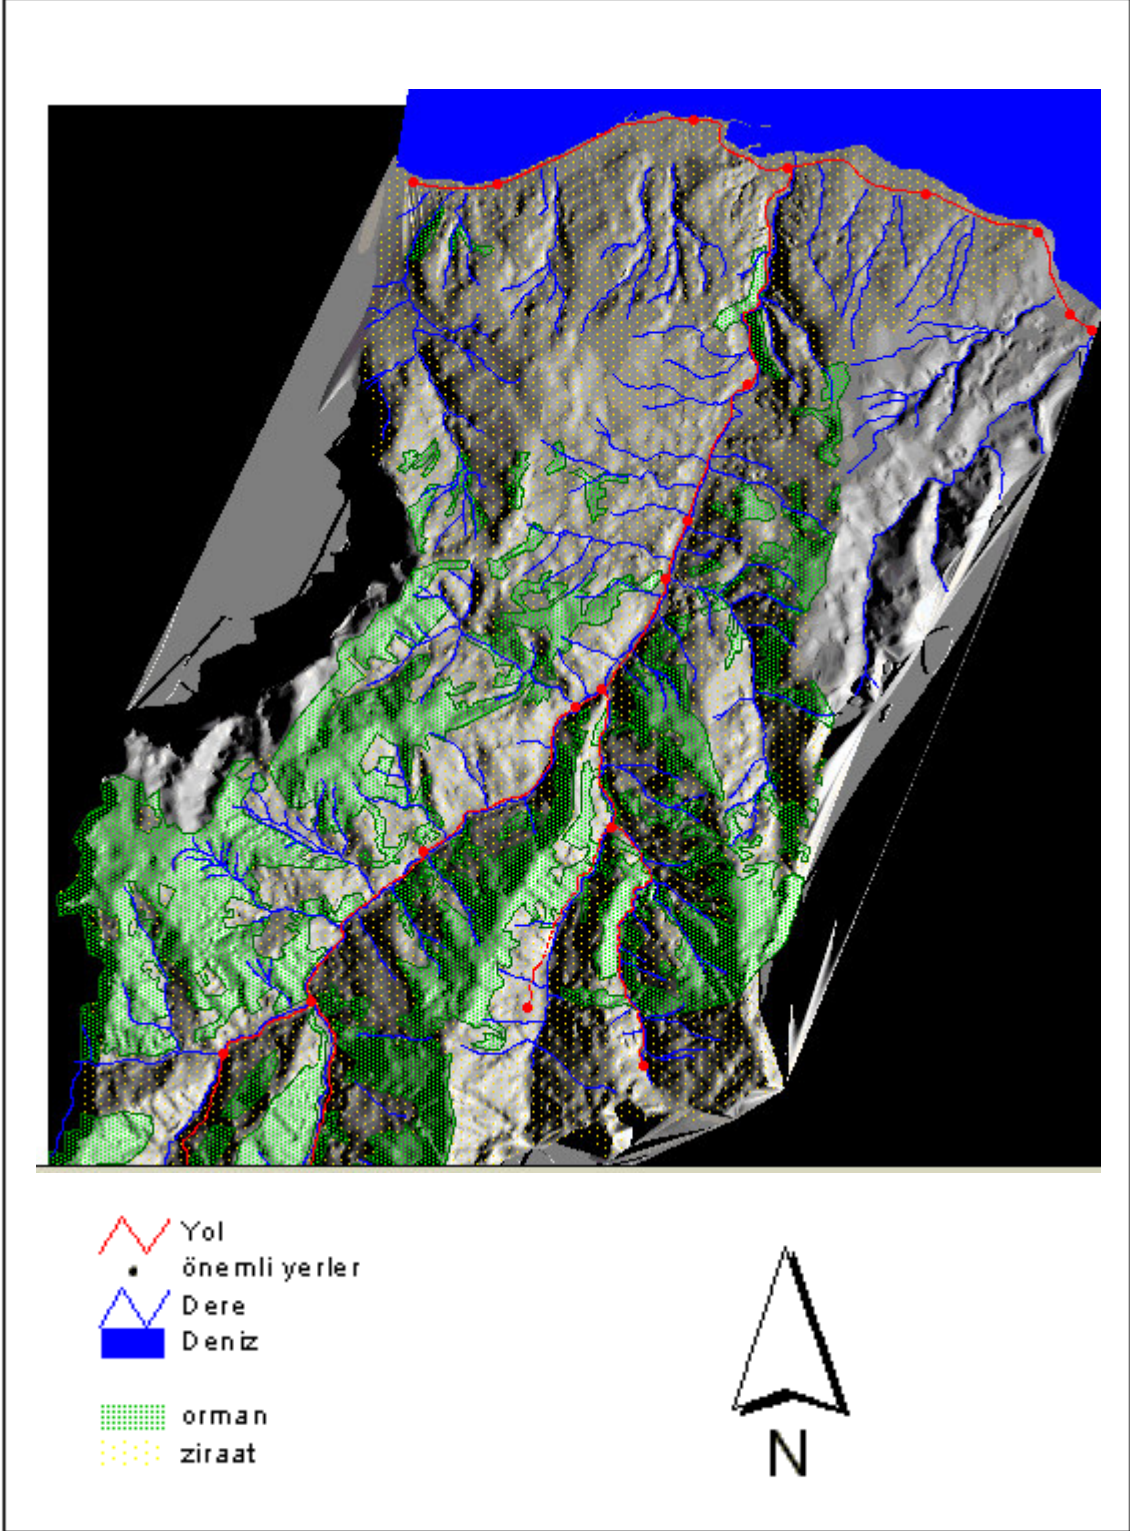 Yol
önemli yerler
Dere
Deniz
orman
ziraat
N